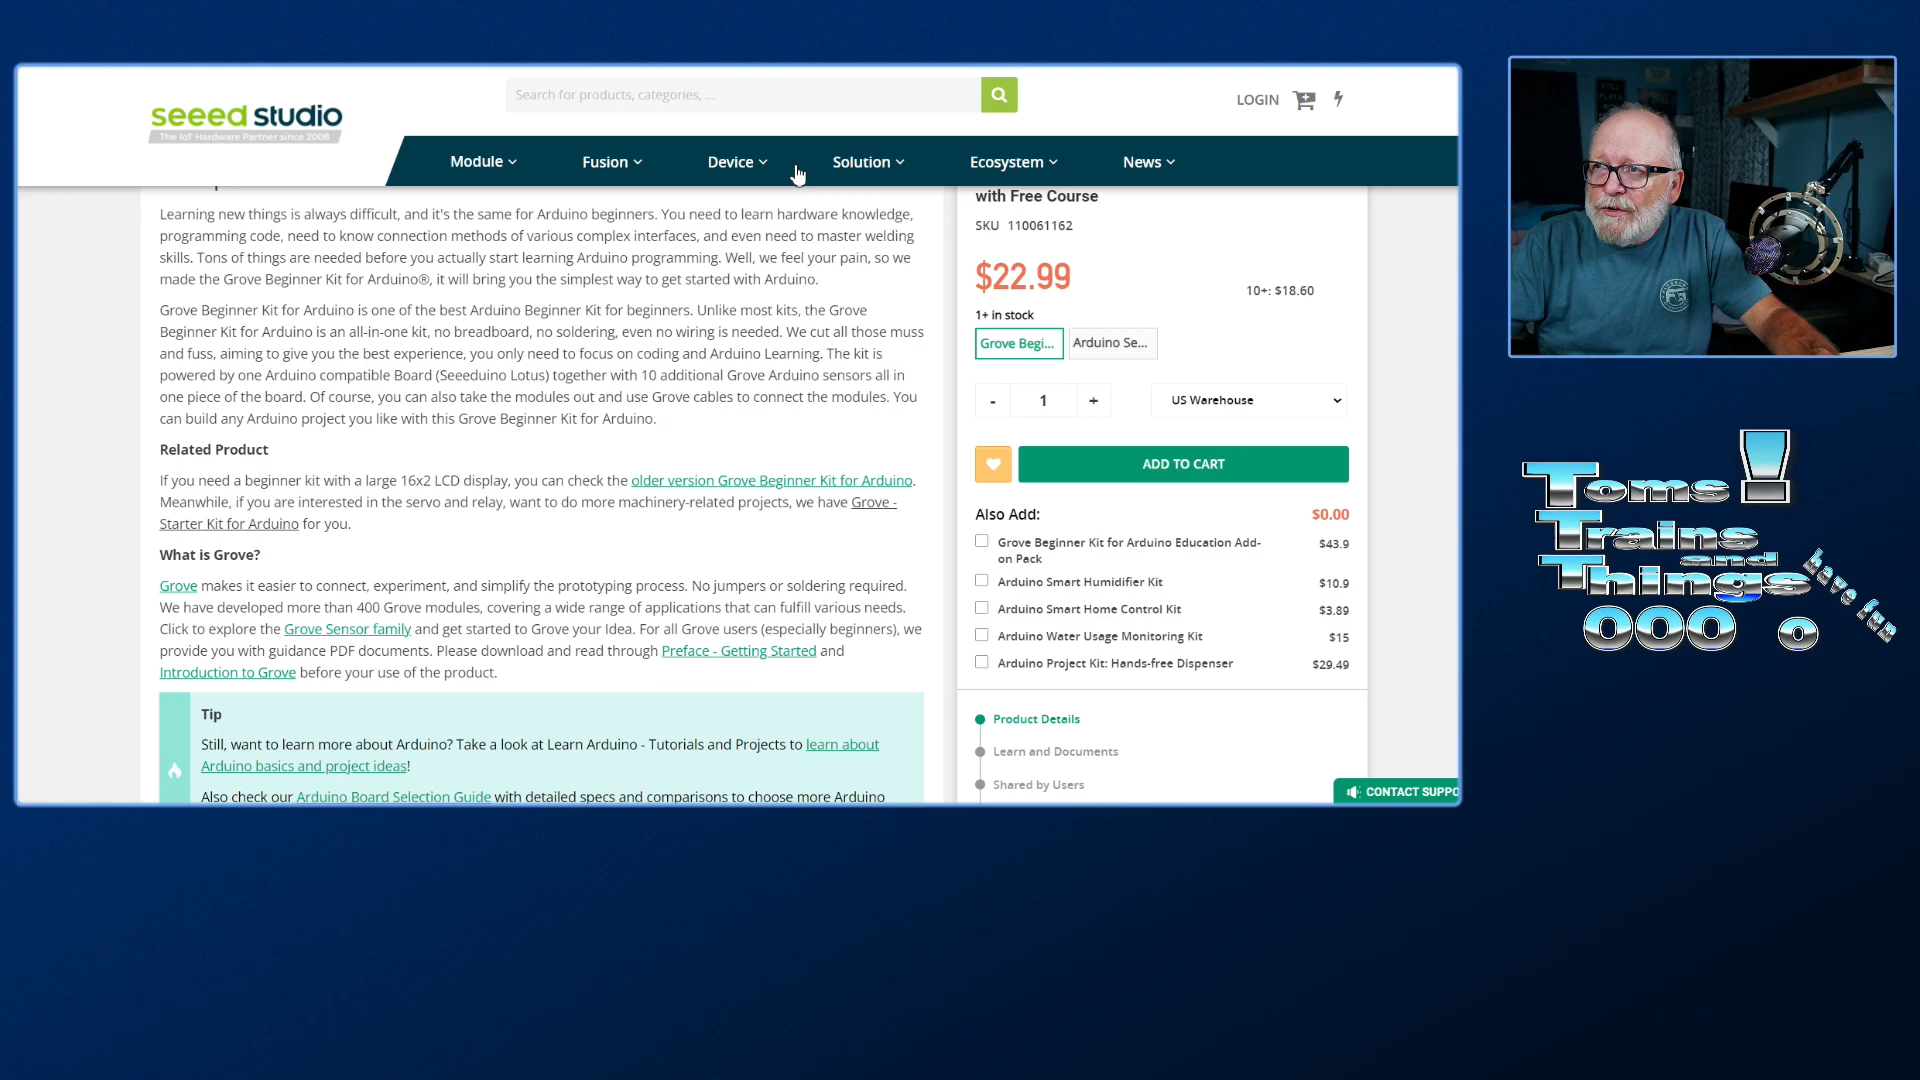 seeed studio
The IoT Hardware Partner since 2008
Search for products, categories, ...
LOGIN
Module
Fusion
Device
Solution
Ecosystem
News
Learning new things is always difficult, and it's the same for Arduino beginners. You need to learn hardware knowledge,
programming code, need to know connection methods of various complex interfaces, and even need to master welding
skills. Tons of things are needed before you actually start learning Arduino programming. Well, we feel your pain, so we
made the Grove Beginner Kit for Arduino®, it will bring you the simplest way to get started with Arduino.
Grove Beginner Kit for Arduino is one of the best Arduino Beginner Kit for beginners. Unlike most kits, the Grove
Beginner Kit for Arduino is an all-in-one kit, no breadboard, no soldering, even no wiring is needed. We cut all those muss
and fuss, aiming to give you the best experience, you only need to focus on coding and Arduino Learning. The kit is
powered by one Arduino compatible Board (Seeeduino Lotus) together with 10 additional Grove Arduino sensors all in
one piece of the board. Of course, you can also take the modules out and use Grove cables to connect the modules. You
can build any Arduino project you like with this Grove Beginner Kit for Arduino.
Related Product
If you need a beginner kit with a large 16x2 LCD display, you can check the older version Grove Beginner Kit for Arduino.
Meanwhile, if you are interested in the servo and relay, want to do more machinery-related projects, we have Grove -
Starter Kit for Arduino for you.
What is Grove?
Grove makes it easier to connect, experiment, and simplify the prototyping process. No jumpers or soldering required.
We have developed more than 400 Grove modules, covering a wide range of applications that can fulfill various needs.
Click to explore the Grove Sensor family and get started to Grove your Idea. For all Grove users (especially beginners), we
provide you with guidance PDF documents. Please download and read through Preface - Getting Started and
Introduction to Grove before your use of the product.
Tip
Still, want to learn more about Arduino? Take a look at Learn Arduino - Tutorials and Projects to learn about
Arduino basics and project ideas!
Also check our Arduino Board Selection Guide with detailed specs and comparisons to choose more Arduino
with Free Course
SKU 110061162
$22.99
10+: $18.60
1+ in stock
Grove Begi...
Arduino Se...
- 1 +
US Warehouse
ADD TO CART
Also Add: $0.00
Grove Beginner Kit for Arduino Education Add-
on Pack
$43.9
Arduino Smart Humidifier Kit $10.9
Arduino Smart Home Control Kit $3.89
Arduino Water Usage Monitoring Kit $15
Arduino Project Kit: Hands-free Dispenser $29.49
Product Details
Learn and Documents
Shared by Users
CONTACT SUPPO
Toms !
Trains
and
Things
have fun